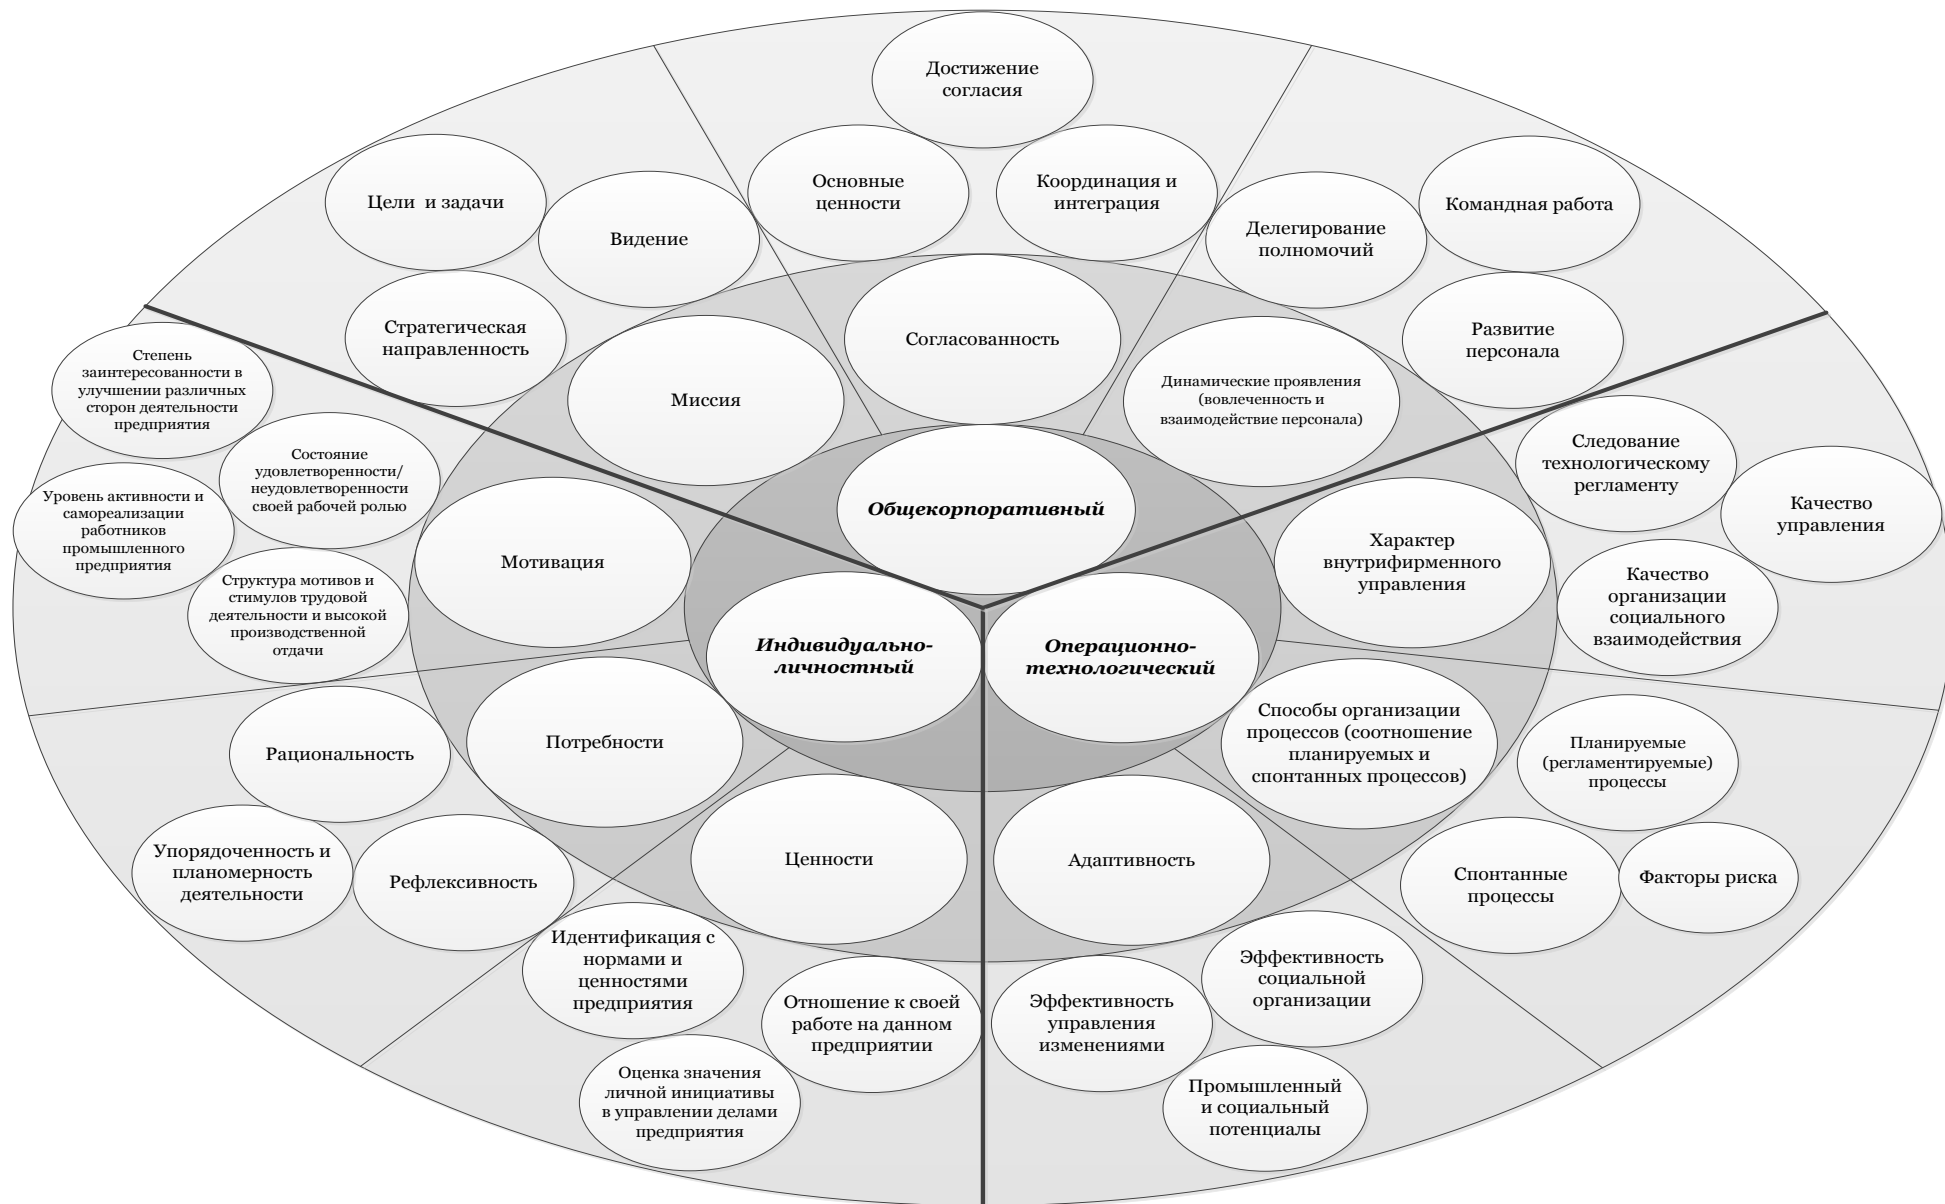 Достижение
согласия
Основные
ценности
Координация и
интеграция
Цели и задачи
Видение
Стратегическая
направленность
Делегирование
полномочий
Командная работа
Развитие
персонала
Миссия
Согласованность
Динамические проявления
(вовлеченность и
взаимодействие персонала)
Общекорпоративный
Индивидуально-
личностный
Операционно-
технологический
Степень
заинтересованности в
улучшении различных
сторон деятельности
предприятия
Состояние
удовлетворенности/
неудовлетворенности
своей рабочей ролью
Уровень активности и
самореализации
работников
промышленного
предприятия
Структура мотивов и
стимулов трудовой
деятельности и высокой
производственной
отдачи
Мотивация
Потребности
Ценности
Рациональность
Упорядоченность и
планомерность
деятельности
Рефлексивность
Идентификация с
нормами и
ценностями
предприятия
Отношение к своей
работе на данном
предприятии
Оценка значения
личной инициативы
в управлении делами
предприятия
Характер
внутрифирменного
управления
Следование
технологическому
регламенту
Качество
управления
Качество
организации
социального
взаимодействия
Способы организации
процессов (соотношение
планируемых и
спонтанных процессов)
Планируемые
(регламентируемые)
процессы
Спонтанные
процессы
Факторы риска
Адаптивность
Эффективность
социальной
организации
Эффективность
управления
изменениями
Промышленный
и социальный
потенциалы